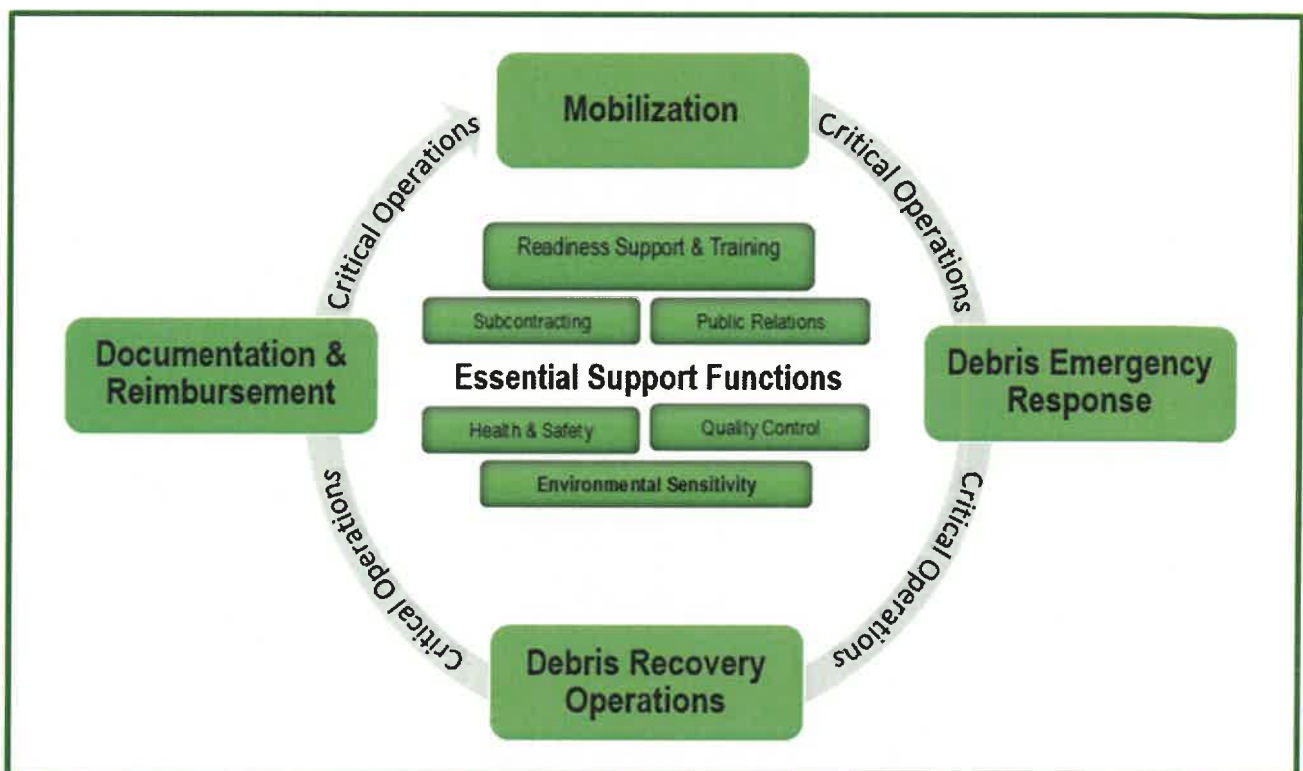 Mobilization
Critical Operations
Critical Operations
Readiness Support & Training
Subcontracting
Public Relations
Documentation &
Reimbursement
Essential Support Functions
Debris Emergency
Response
Health & Safety
Quality Control
Environmental Sensitivity
Critical Operations
Critical Operations
Debris Recovery
Operations